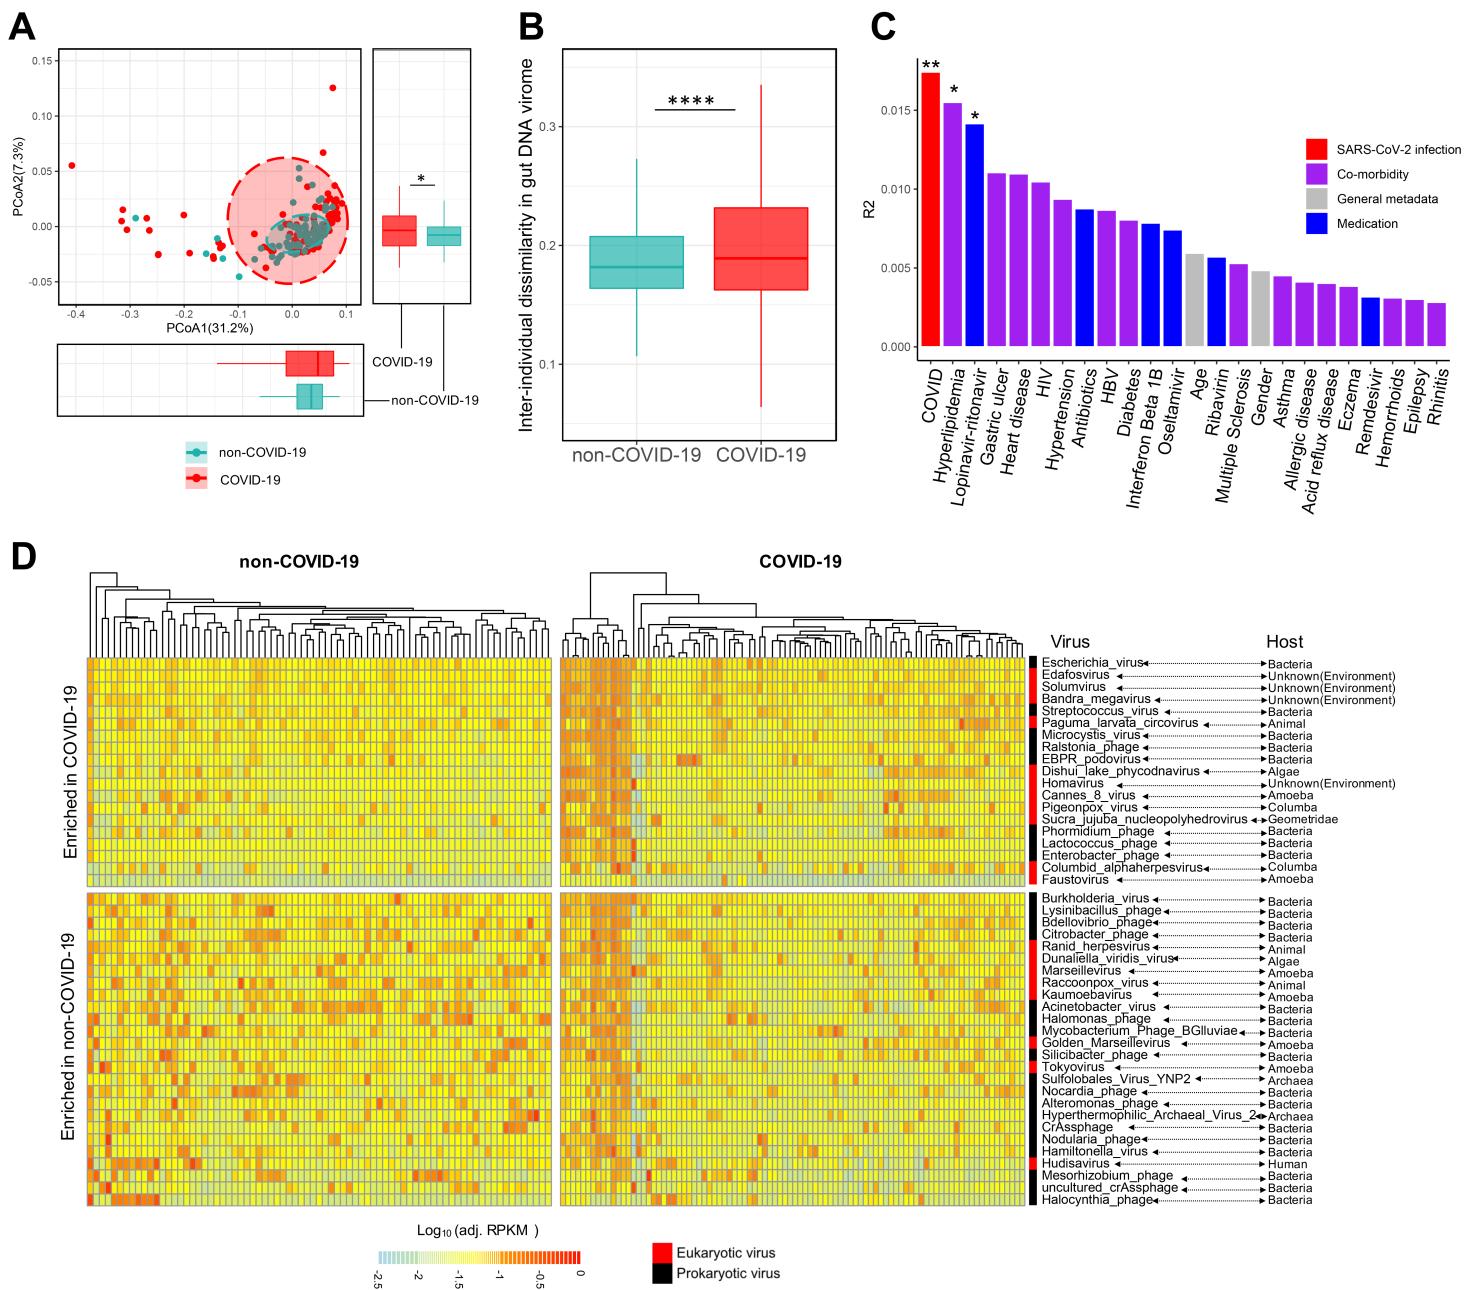 A
B
C
0.15
0.10
0.05
0.00
-0.05
PCoA2(7.3%)
-0.4
-0.3
-0.2
-0.1
0.0
0.1
PCoA1(31.2%)
*
COVID-19
non-COVID-19
non-COVID-19
COVID-19
Inter-individual dissimilarity in gut DNA virome
0.3
0.2
0.1
****
non-COVID-19
COVID-19
R2
0.015
0.010
0.005
0.000
**
*
*
SARS-CoV-2 infection
Co-morbidity
General metadata
Medication
COVID
Hyperlipidemia
Lopinavir-ritonavir
Gastric ulcer
Heart disease
HIV
Hypertension
Antibiotics
HBV
Diabetes
Interferon Beta 1B
Oseltamivir
Age
Ribavirin
Multiple Sclerosis
Gender
Asthma
Allergic disease
Acid reflux disease
Eczema
Remdesivir
Hemorrhoids
Epilepsy
Rhinitis
D
non-COVID-19
COVID-19
Enriched in COVID-19
Enriched in non-COVID-19
Virus Host
Escherichia_virus Bacteria
Edafosvirus Unknown(Environment)
Solumvirus Unknown(Environment)
Bandra_megavirus Unknown(Environment)
Streptococcus_virus Bacteria
Paguma_larvata_circovirus Animal
Microcystis_virus Bacteria
Ralstonia_phage Bacteria
EBPR_podovirus Bacteria
Dishui_lake_phycodnavirus Algae
Homavirus Unknown(Environment)
Cannes_8_virus Amoeba
Pigeonpox_virus Columba
Sucra_jujuba_nucleopolyhedrovirus Geometridae
Phormidium_phage Bacteria
Lactococcus_phage Bacteria
Enterobacter_phage Bacteria
Columbid_alphaherpesvirus Columba
Faustovirus Amoeba
Burkholderia_virus Bacteria
Lysinibacillus_phage Bacteria
Bdellovibrio_phage Bacteria
Citrobacter_phage Bacteria
Ranid_herpesvirus Animal
Dunaliella_viridis_virus Algae
Marseillevirus Amoeba
Raccoonpox_virus Animal
Kaumoebavirus Amoeba
Acinetobacter_virus Bacteria
Halomonas_phage Bacteria
Mycobacterium_Phage_BGlluviae Bacteria
Golden_Marseillevirus Amoeba
Silicibacter_phage Bacteria
Tokyovirus Amoeba
Sulfolobales_Virus_YNP2 Archaea
Nocardia_phage Bacteria
Alteromonas_phage Bacteria
Hyperthermophilic_Archaeal_Virus_2 Archaea
CrAssphage Bacteria
Nodularia_phage Bacteria
Hamiltonella_virus Bacteria
Hudisavirus Human
Mesorhizobium_phage Bacteria
uncultured_crAssphage Bacteria
Halocynthia_phage Bacteria
Log10 (adj. RPKM )
-2.5
-2
-1.5
-1
-0.5
0
Eukaryotic virus
Prokaryotic virus